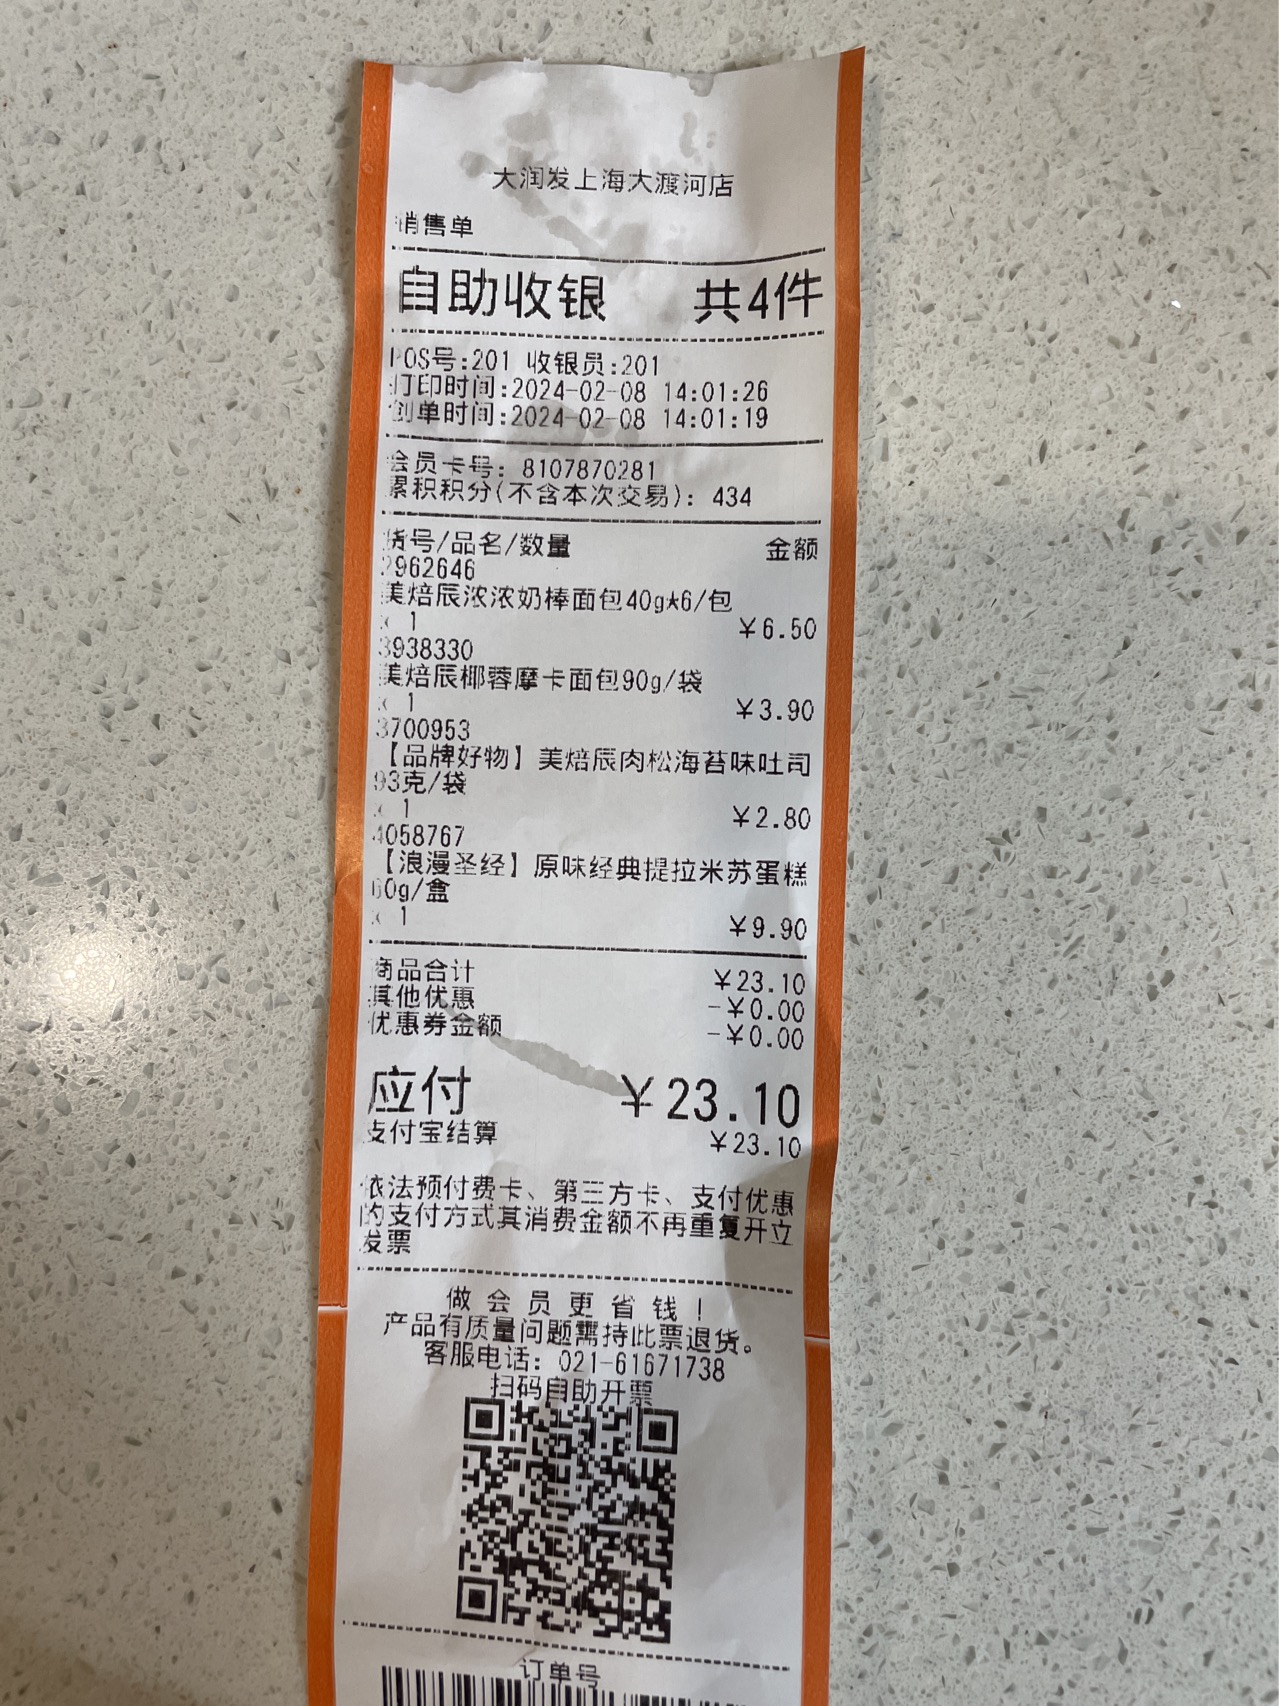 大润发上海大渡河店
销售单
自助收银 共4件
POS号:201 收银员:201
打印时间:2024-02-08 14:01:26
创单时间:2024-02-08 14:01:19
会员卡号: 8107870281
累积积分(不含本次交易): 434
货号/品名/数量 金额
2962646
美焙辰浓浓奶棒面包40g*6/包
x 1 ¥6.50
3938330
美焙辰椰蓉摩卡面包90g/袋
x 1 ¥3.90
3700953
【品牌好物】美焙辰肉松海苔味吐司
93克/袋
x 1 ¥2.80
4058767
【浪漫圣经】原味经典提拉米苏蛋糕
60g/盒
x 1 ¥9.90
商品合计 ¥23.10
其他优惠 -¥0.00
优惠券金额 -¥0.00
应付 ¥23.10
支付宝结算 ¥23.10
依法预付费卡、第三方卡、支付优惠
的支付方式其消费金额不再重复开立
发票
做会员更省钱!
产品有质量问题需持此票退货。
客服电话: 021-61671738
扫码自助开票
订单号